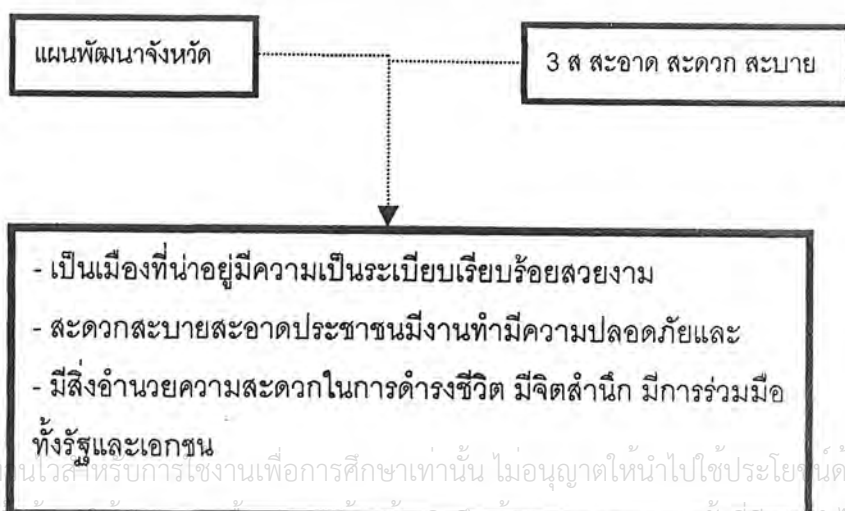 แผนพัฒนาจังหวัด
3 ส สะอาด สะดวก สะบาย
- เป็นเมืองที่น่าอยู่มีความเป็นระเบียบเรียบร้อยสวยงาม
- สะดวกสะบายสะอาดประชาชนมีงานทำมีความปลอดภัยและ
- มีสิ่งอำนวยความสะดวกในการดำรงชีวิต มีจิตสำนึก มีการร่วมมือ
ทั้งรัฐและเอกชน
สำหรับการใช้งานเพื่อการศึกษาเท่านั้น ไม่อนุญาตให้นำไปใช้ประโยชน์ด้